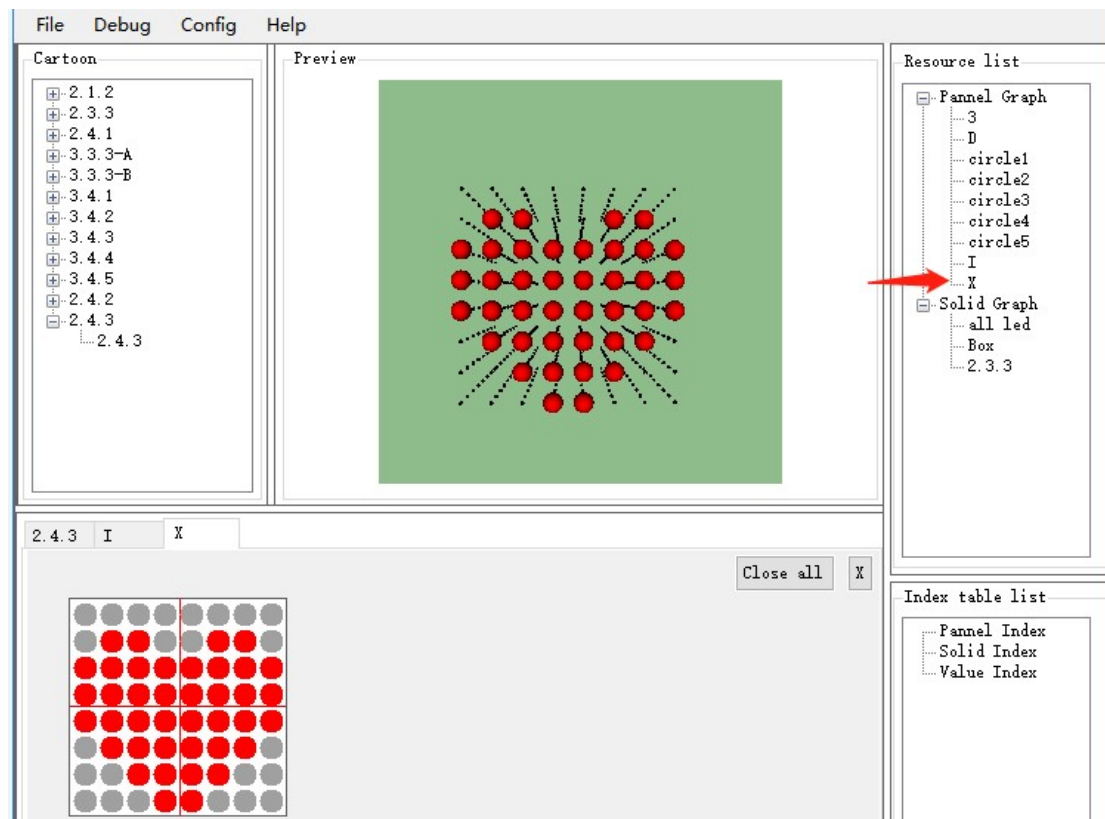 File Debug Config Help
Cartoon
2.1.2
2.3.3
2.4.1
3.3.3-A
3.3.3-B
3.4.1
3.4.2
3.4.3
3.4.4
3.4.5
2.4.2
2.4.3
2.4.3
Preview
Resource list
Pannel Graph
3
D
circle1
circle2
circle3
circle4
circle5
I
X
Solid Graph
all led
Box
2.3.3
2.4.3 I X
Close all X
Index table list
Pannel Index
Solid Index
Value Index